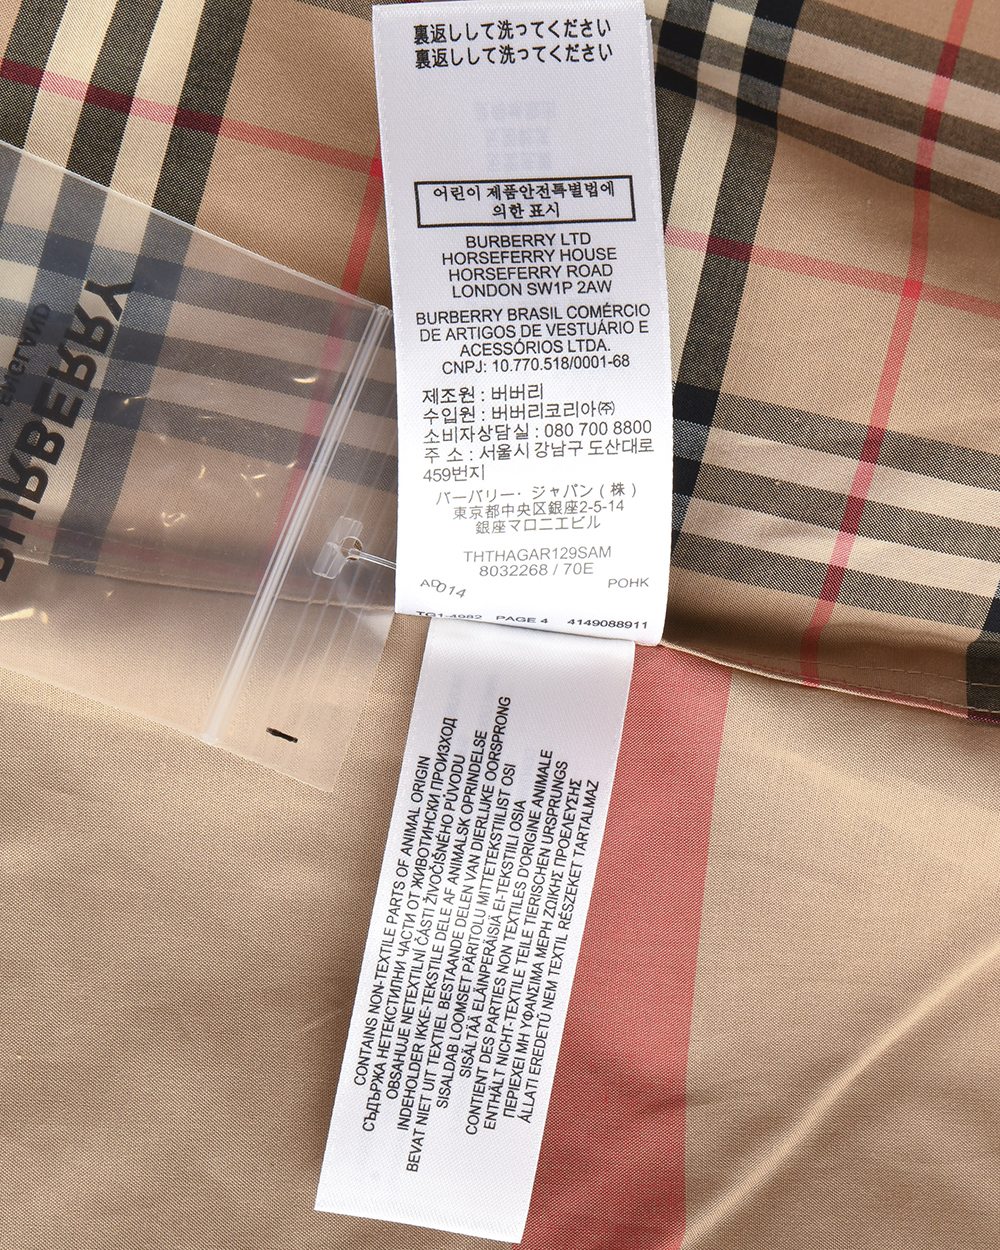 裏返しして洗ってください
裏返しして洗ってください
어린이 제품안전특별법에
의한 표시
BURBERRY LTD
HORSEFERRY HOUSE
HORSEFERRY ROAD
LONDON SW1P 2AW
BURBERRY BRASIL COMÉRCIO
DE ARTIGOS DE VESTUÁRIO E
ACESSÓRIOS LTDA.
CNPJ: 10.770.518/0001-68
제조원 : 버버리
수입원 : 버버리코리아㈜
소비자상담실 : 080 700 8800
주 소 : 서울시 강남구 도산대로
459번지
バーバリー・ジャパン ( 株 )
東京都中央区銀座2-5-14
銀座マロニエビル
THTHAGAR129SAM
8032268 / 70E
AD014
POHK
TG1-4982 PAGE 4 4149088911
BURBERRY
ENGLAND
CONTAINS NON-TEXTILE PARTS OF ANIMAL ORIGIN
СЪДЪРЖА НЕТЕКСТИЛНИ ЧАСТИ ОТ ЖИВОТИНСКИ ПРОИЗХОД
OBSAHUJE NETEXTILNÍ ČÁSTI ŽIVOČIŠNÉHO PŮVODU
INDEHOLDER IKKE-TEKSTILE DELE AF ANIMALSK OPRINDELSE
BEVAT NIET UIT TEXTIEL BESTAANDE DELEN VAN DIERLIJKE OORSPRONG
SISALDAB LOOMSET PÄRITOLU MITTETEKSTIILIST OSI
SISÄLTÄÄ ELÄINPERÄISIÄ EI-TEKSTIILI OSIA
CONTIENT DES PARTIES NON TEXTILES D'ORIGINE ANIMALE
ENTHÄLT NICHT-TEXTILE TEILE TIERISCHEN URSPRUNGS
ΠΕΡΙΕΧΕΙ ΜΗ ΥΦΑΝΣΙΜΑ ΜΕΡΗ ΖΩΙΚΗΣ ΠΡΟΕΛΕΥΣΗΣ
ÁLLATI EREDETŰ NEM TEXTIL RÉSZEKET TARTALMAZ